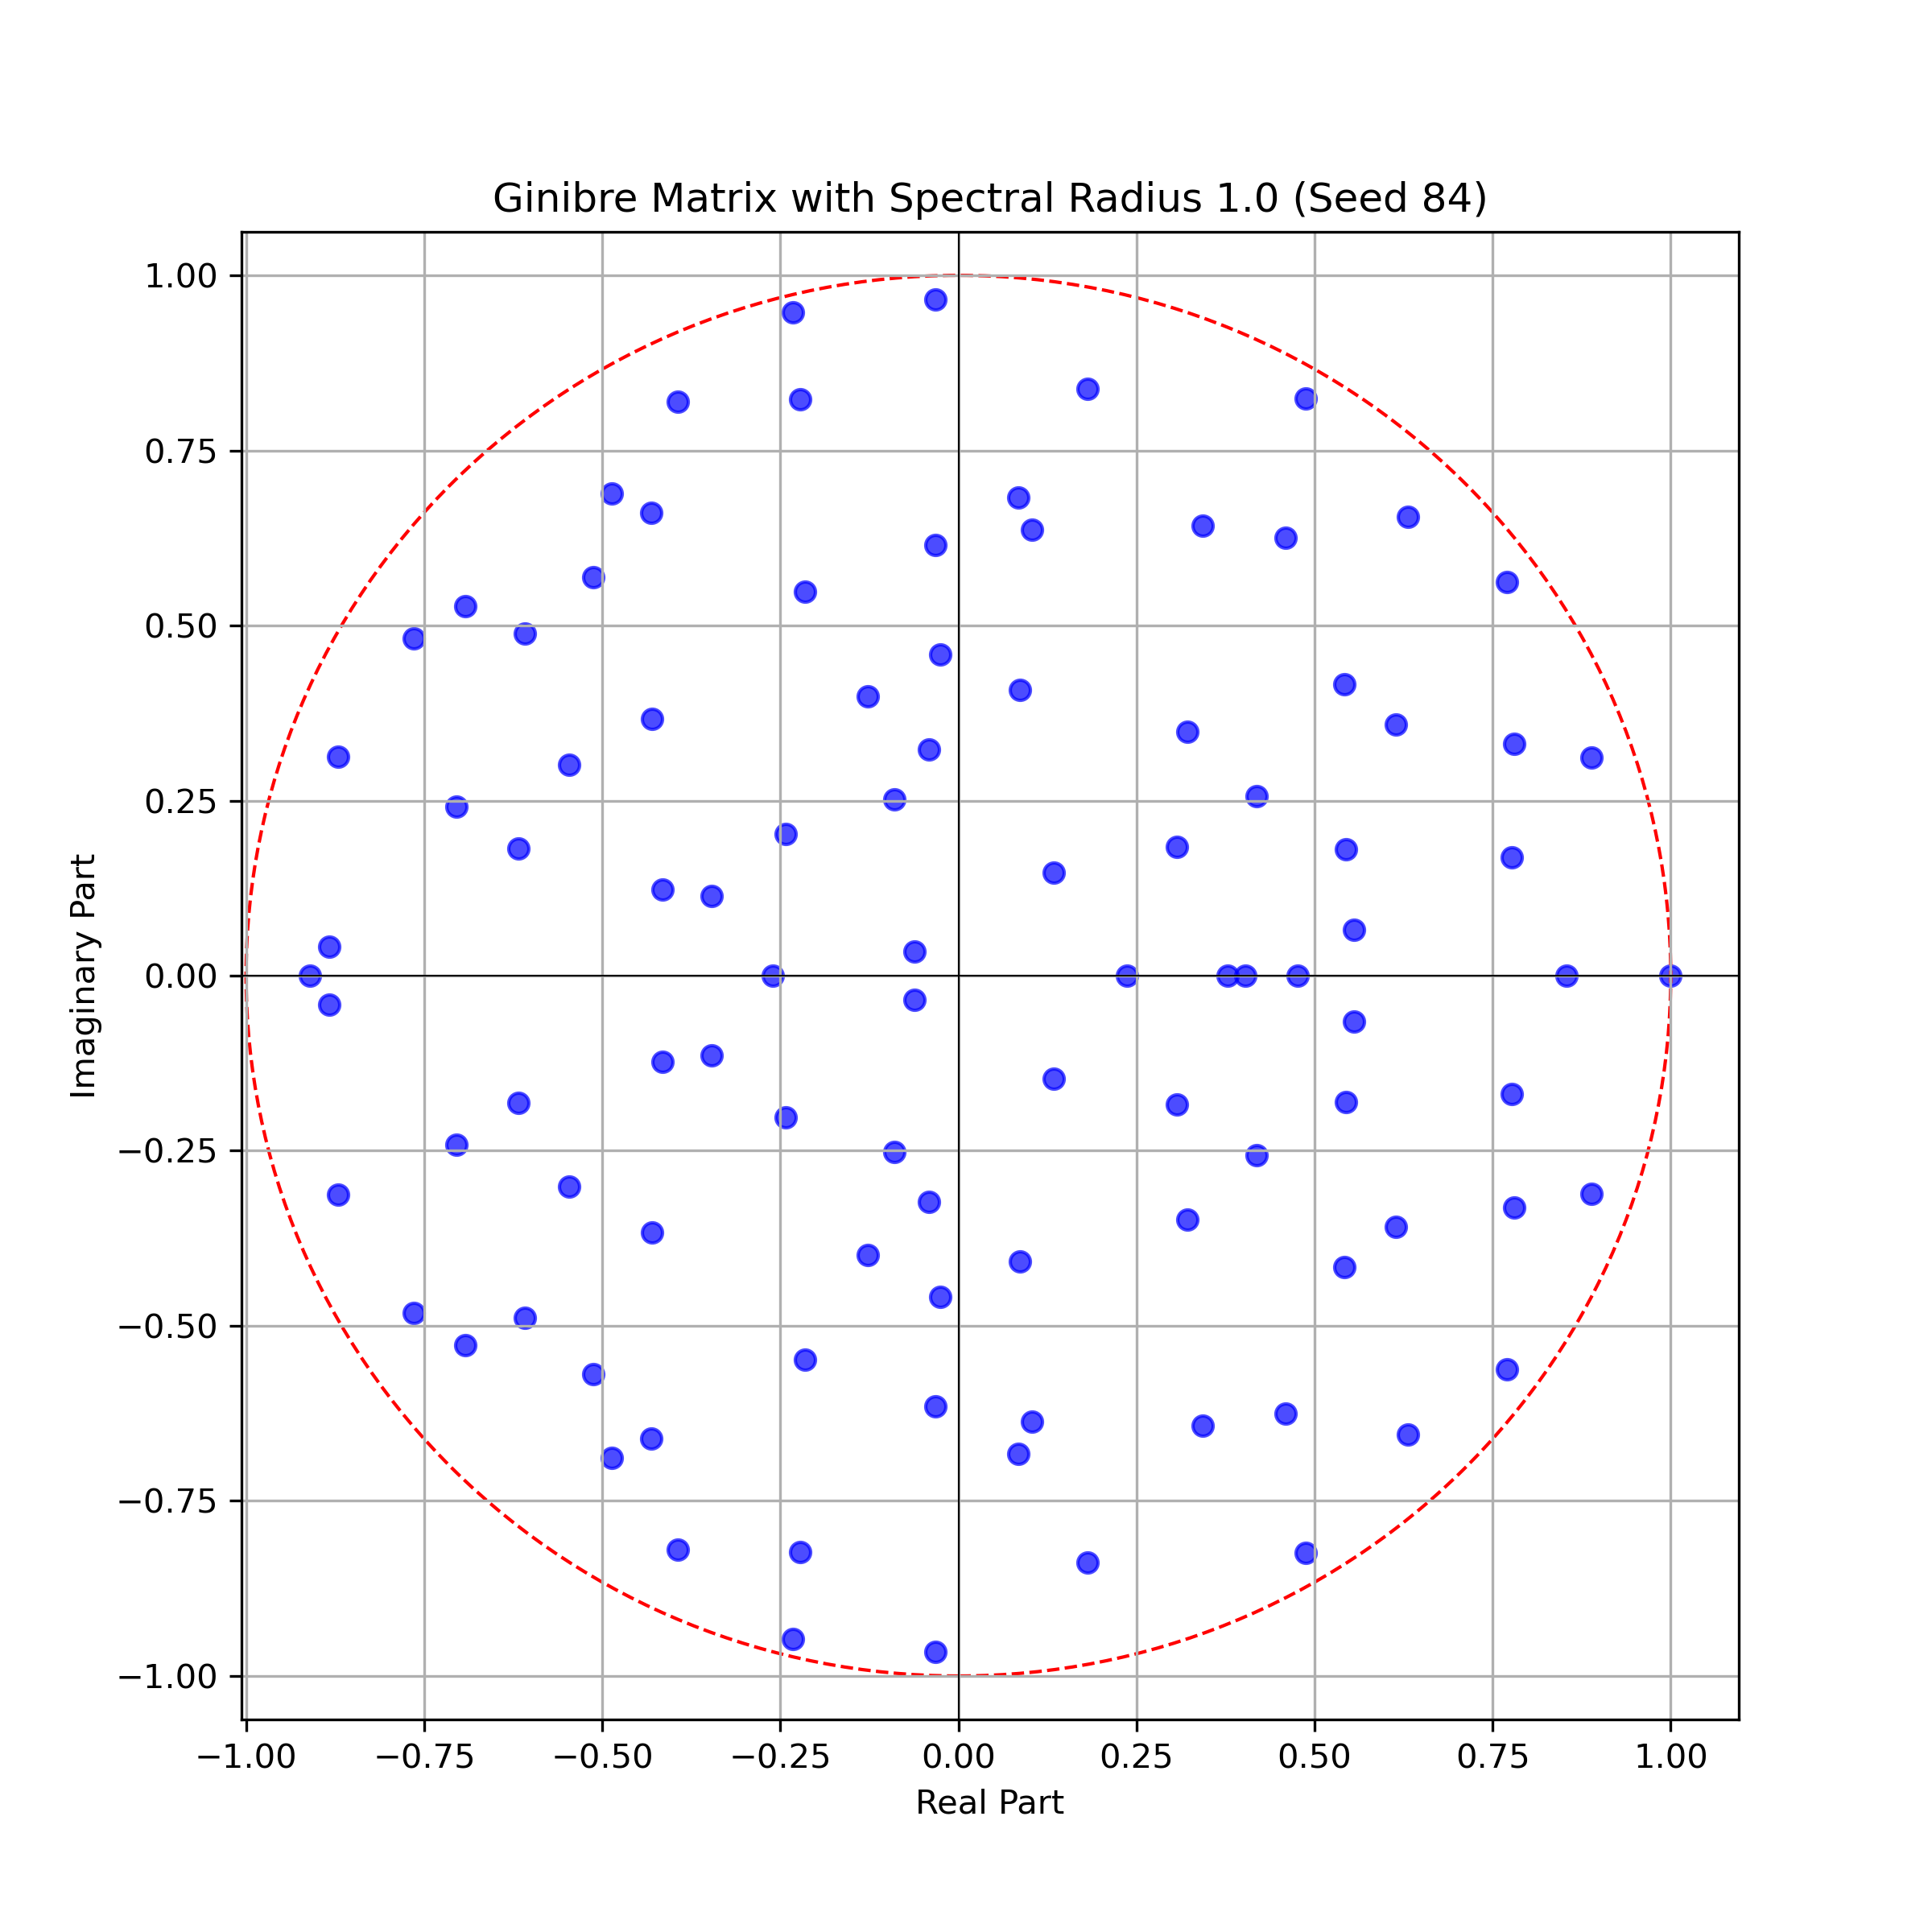 Ginibre Matrix with Spectral Radius 1.0 (Seed 84)
1.00
0.75
0.50
0.25
0.00
−0.25
−0.50
−0.75
−1.00
Imaginary Part
−1.00 −0.75 −0.50 −0.25 0.00 0.25 0.50 0.75 1.00
Real Part